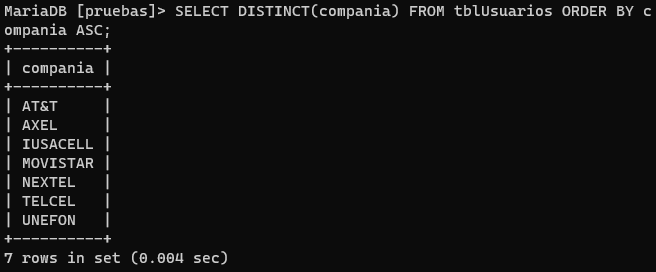 MariaDB [pruebas]> SELECT DISTINCT(compania) FROM tblUsuarios ORDER BY c
ompania ASC;
+----------+
| compania |
+----------+
| AT&T     |
| AXEL     |
| IUSACELL |
| MOVISTAR |
| NEXTEL   |
| TELCEL   |
| UNEFON   |
+----------+
7 rows in set (0.004 sec)